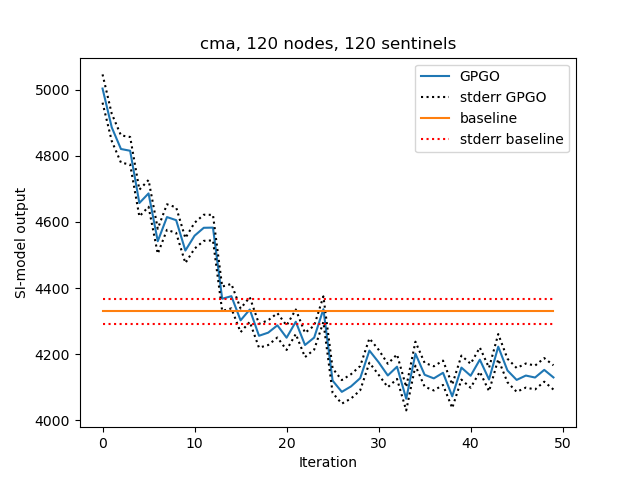 cma, 120 nodes, 120 sentinels
GPGO
stderr GPGO
baseline
stderr baseline
SI-model output
5000
4800
4600
4400
4200
4000
0
10
20
30
40
50
Iteration